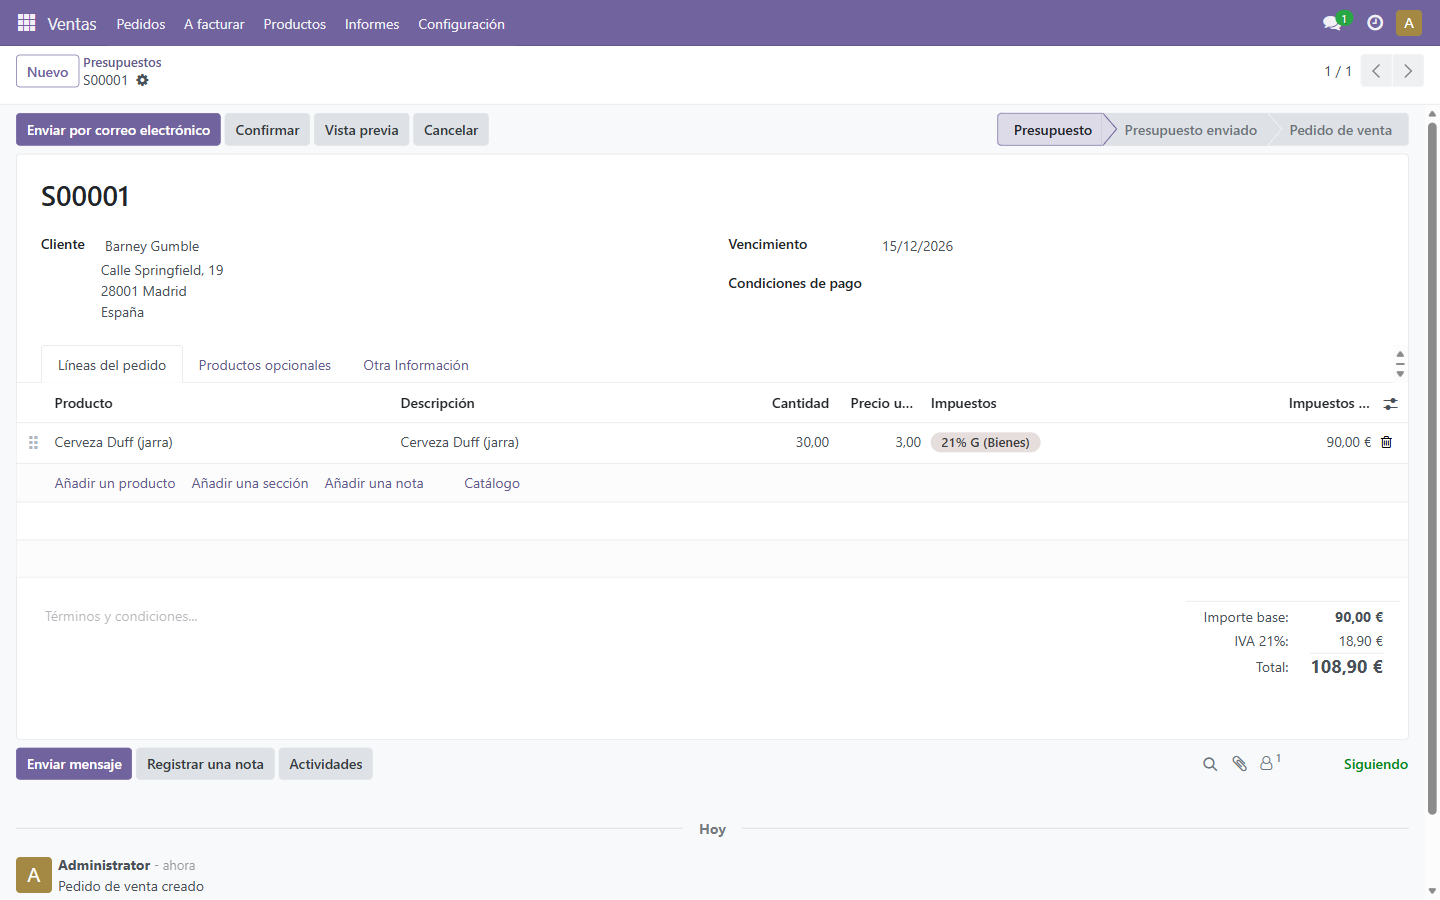 Ventas Pedidos A facturar Productos Informes Configuración 1 A
Nuevo Presupuestos
S00001 1 / 1
Enviar por correo electrónico Confirmar Vista previa Cancelar Presupuesto Presupuesto enviado Pedido de venta
S00001
Cliente Barney Gumble Vencimiento 15/12/2026
Calle Springfield, 19
28001 Madrid Condiciones de pago
España
Líneas del pedido Productos opcionales Otra Información
Producto Descripción Cantidad Precio u... Impuestos Impuestos ...
Cerveza Duff (jarra) Cerveza Duff (jarra) 30,00 3,00 21% G (Bienes) 90,00 €
Añadir un producto Añadir una sección Añadir una nota Catálogo
Términos y condiciones... Importe base: 90,00 €
IVA 21%: 18,90 €
Total: 108,90 €
Enviar mensaje Registrar una nota Actividades 1 Siguiendo
Hoy
A Administrator - ahora
Pedido de venta creado